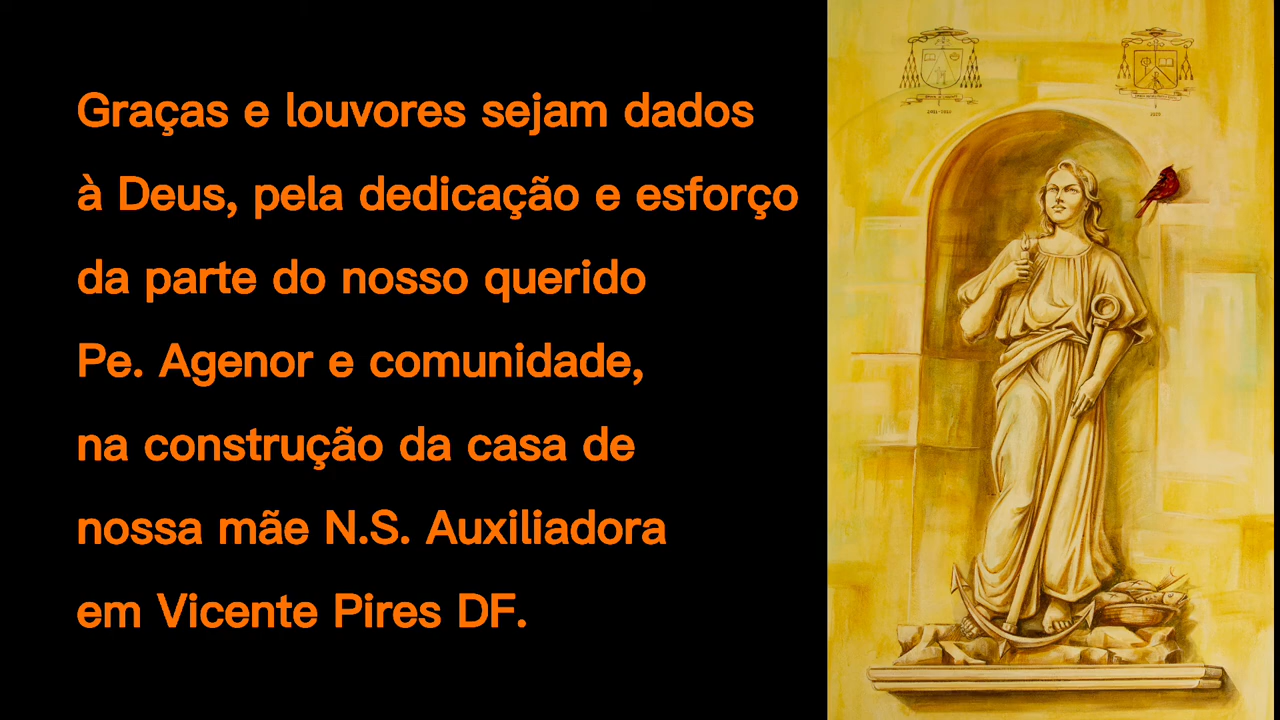 Graças e louvores sejam dados
à Deus, pela dedicação e esforço
da parte do nosso querido
Pe. Agenor e comunidade,
na construção da casa de
nossa mãe N.S. Auxiliadora
em Vicente Pires DF.